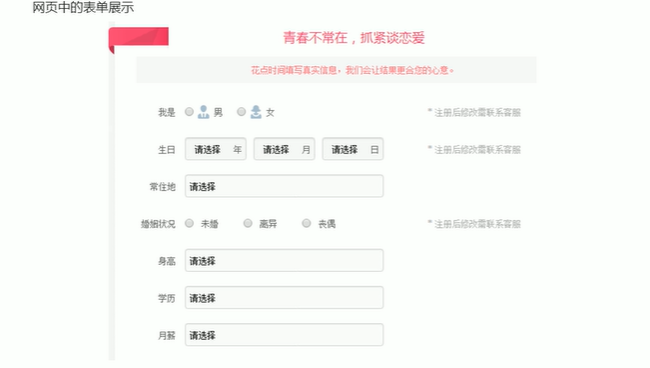 网页中的表单展示
青春不常在，抓紧谈恋爱
花点时间填写真实信息，我们会让结果更合您的心意。
我是 男 女 * 注册后修改需联系客服
生日 请选择 年 请选择 月 请选择 日 * 注册后修改需联系客服
常住地 请选择
婚姻状况 未婚 离异 丧偶 * 注册后修改需联系客服
身高 请选择
学历 请选择
月薪 请选择